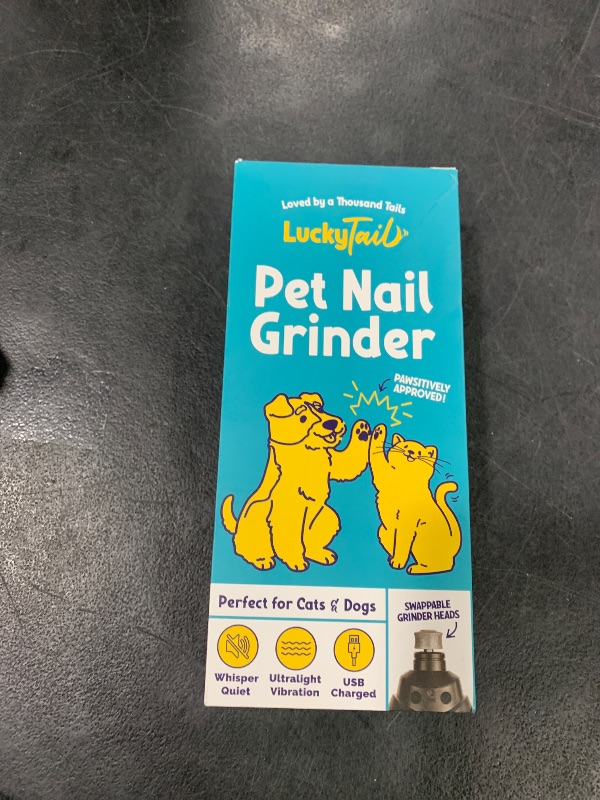 Loved by a Thousand Tails
LuckyTail
Pet Nail
Grinder
PAWSITIVELY
APPROVED!
Perfect for Cats & Dogs
SWAPPABLE
GRINDER HEADS
Whisper
Quiet
Ultralight
Vibration
USB
Charged